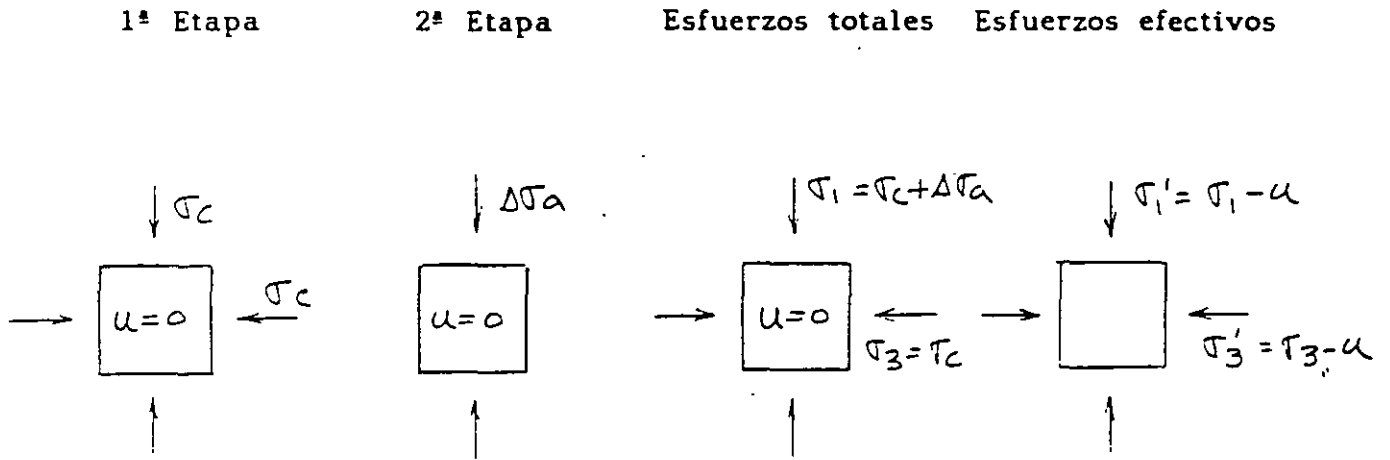 1ª Etapa 2ª Etapa Esfuerzos totales Esfuerzos efectivos
σc Δσa σ1 = σc + Δσa σ1' = σ1 - u
σc
u=0 u=0 u=0
σ3 = σc σ3' = σ3 - u